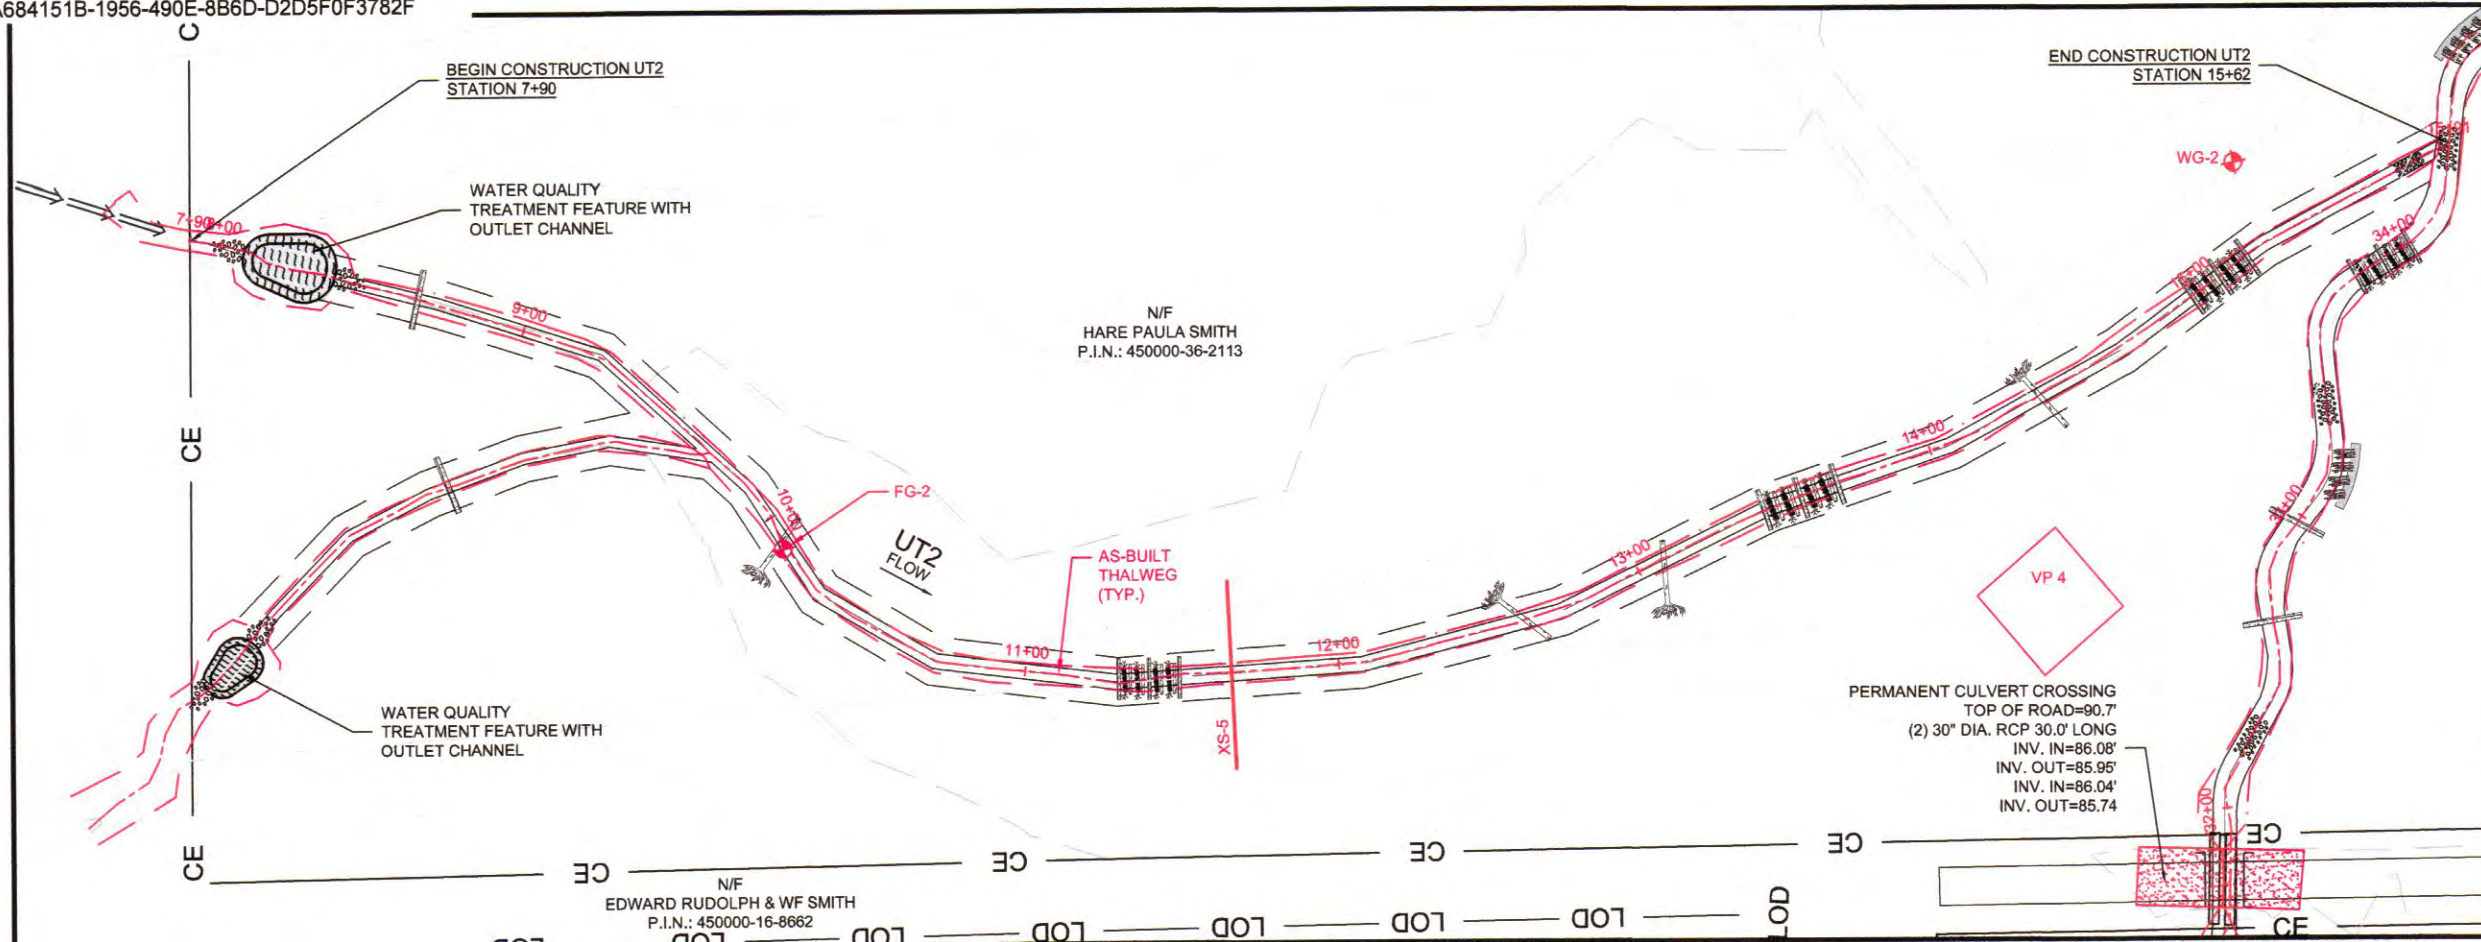 A684151B-1956-490E-8B6D-D2D5F0F3782F
BEGIN CONSTRUCTION UT2
STATION 7+90
END CONSTRUCTION UT2
STATION 15+62
WATER QUALITY
TREATMENT FEATURE WITH
OUTLET CHANNEL
WG-2
7+90
8+00
9+00
N/F
HARE PAULA SMITH
P.I.N.: 450000-36-2113
34+00
CE
14+00
FG-2
10+00
UT2
FLOW
AS-BUILT
THALWEG
(TYP.)
13+00
VP 4
11+00
12+00
XS-5
WATER QUALITY
TREATMENT FEATURE WITH
OUTLET CHANNEL
PERMANENT CULVERT CROSSING
TOP OF ROAD=90.7'
(2) 30" DIA. RCP 30.0' LONG
INV. IN=86.08'
INV. OUT=85.95'
INV. IN=86.04'
INV. OUT=85.74
32+00
CE
CE
CE
CE
CE
CE
N/F
EDWARD RUDOLPH & WF SMITH
P.I.N.: 450000-16-8662
LOD
LOD
LOD
LOD
LOD
LOD
LOD
LOD
CE